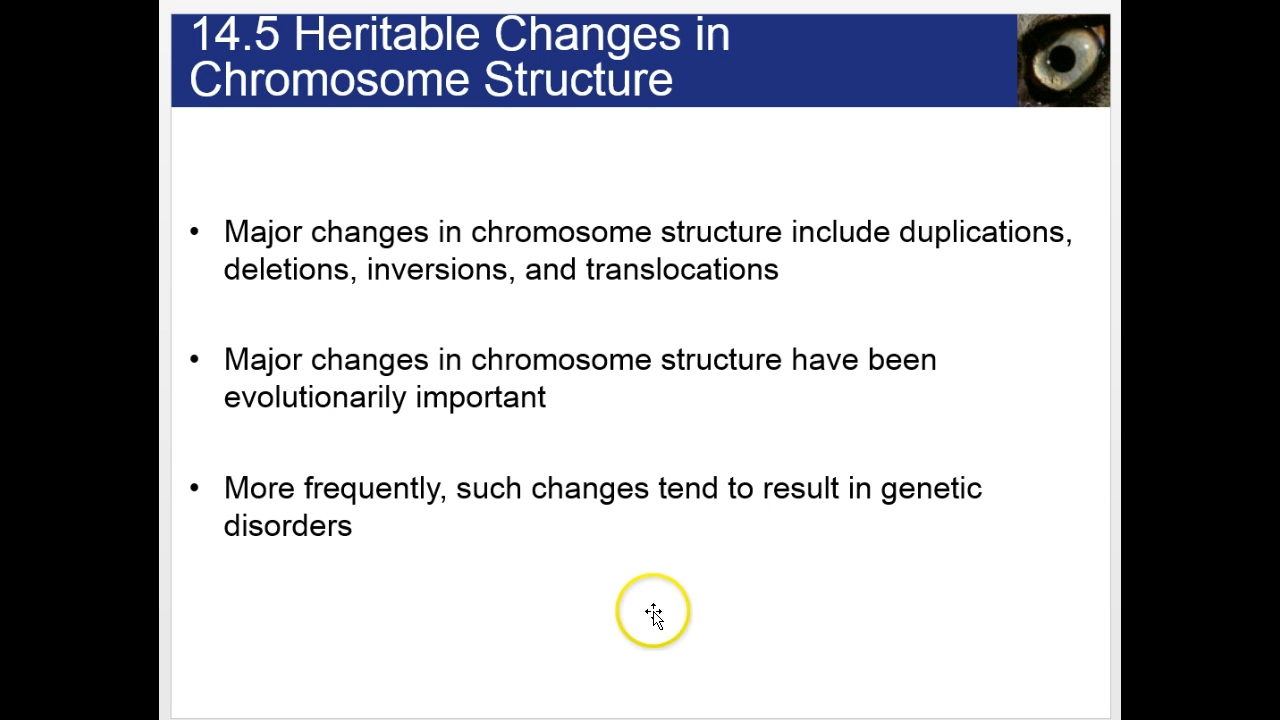 14.5 Heritable Changes in
Chromosome Structure
• Major changes in chromosome structure include duplications,
deletions, inversions, and translocations
• Major changes in chromosome structure have been
evolutionarily important
• More frequently, such changes tend to result in genetic
disorders